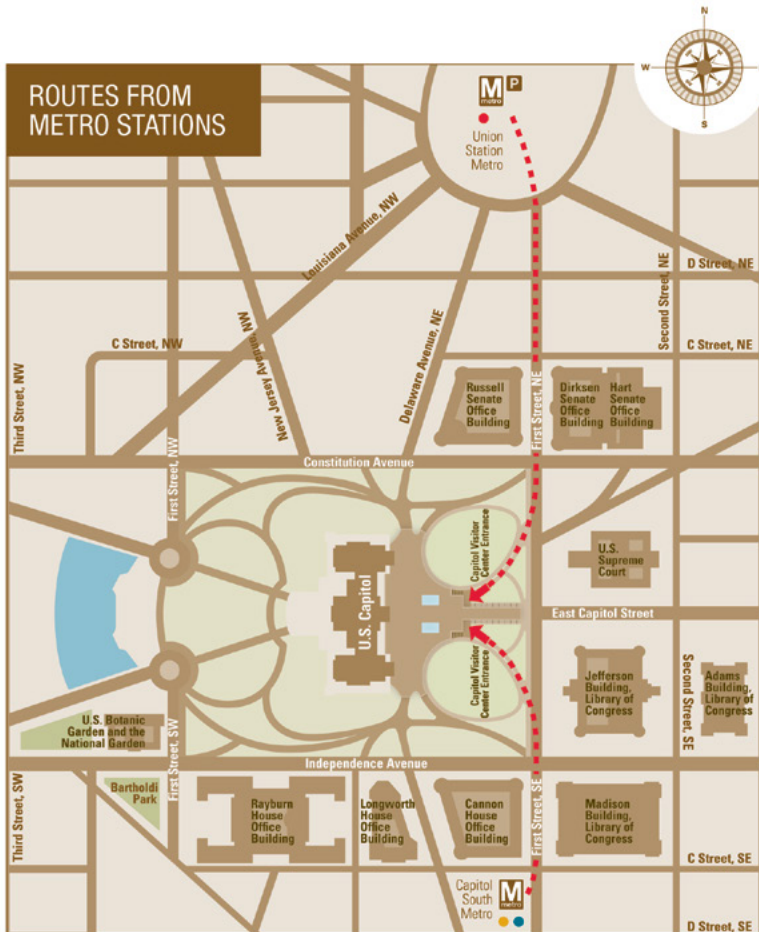 N
W
E
S
ROUTES FROM
METRO STATIONS
M
metro
P
Union
Station
Metro
Louisiana Avenue, NW
D Street, NE
Second Street, NE
C Street, NW
New Jersey Avenue, NW
Delaware Avenue, NE
C Street, NE
Third Street, NW
First Street, NW
Russell
Senate
Office
Building
First Street, NE
Dirksen
Senate
Office
Building
Hart
Senate
Office
Building
Constitution Avenue
Capitol Visitor
Center Entrance
U.S. Capitol
U.S.
Supreme
Court
East Capitol Street
Capitol Visitor
Center Entrance
Jefferson
Building,
Library of
Congress
Second Street, SE
Adams
Building,
Library of
Congress
U.S. Botanic
Garden and the
National Garden
First Street, SW
Independence Avenue
Third Street, SW
Bartholdi
Park
Rayburn
House
Office
Building
Longworth
House
Office
Building
Cannon
House
Office
Building
First Street, SE
Madison
Building,
Library of
Congress
C Street, SE
Capitol
South
Metro
M
metro
D Street, SE